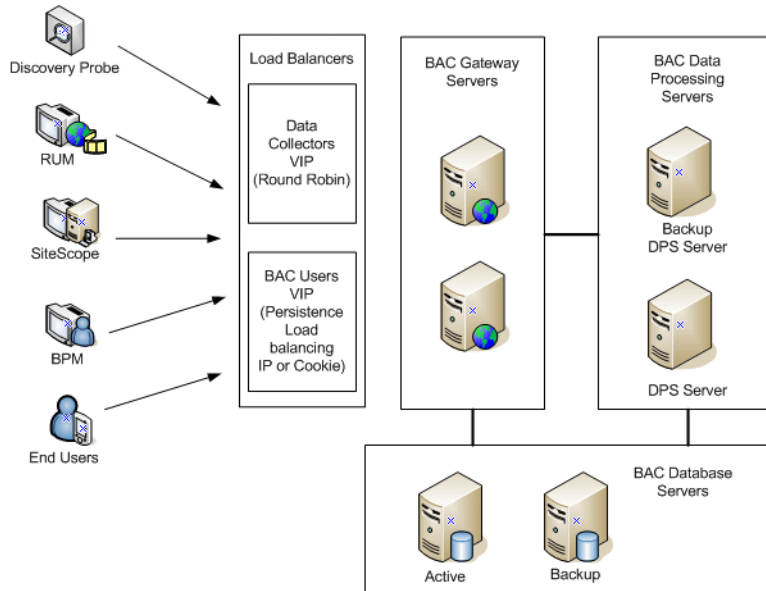 Discovery Probe
RUM
SiteScope
BPM
End Users
Load Balancers
Data
Collectors
VIP
(Round Robin)
BAC Users
VIP
(Persistence
Load
balancing
IP or Cookie)
BAC Gateway
Servers
BAC Data
Processing
Servers
Backup
DPS Server
DPS Server
BAC Database
Servers
Active
Backup